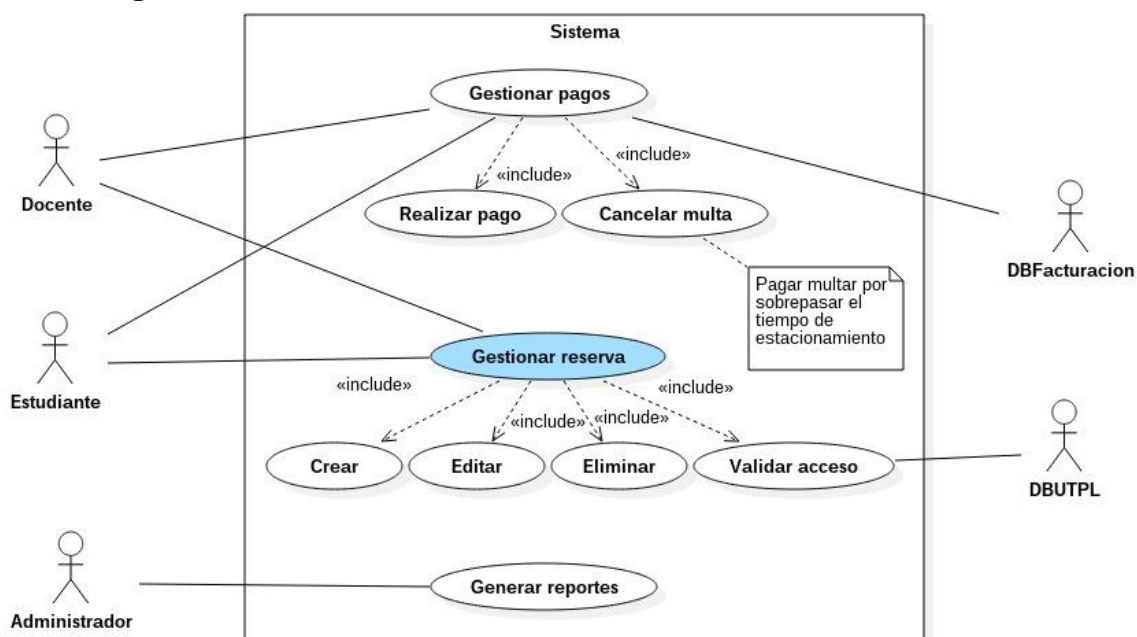 Sistema
Gestionar pagos
«include»
«include»
Docente
Realizar pago
Cancelar multa
DBFacturacion
Pagar multar por
sobrepasar el
tiempo de
estacionamiento
Gestionar reserva
Estudiante
«include»
«include»
«include»
«include»
Crear
Editar
Eliminar
Validar acceso
DBUTPL
Generar reportes
Administrador